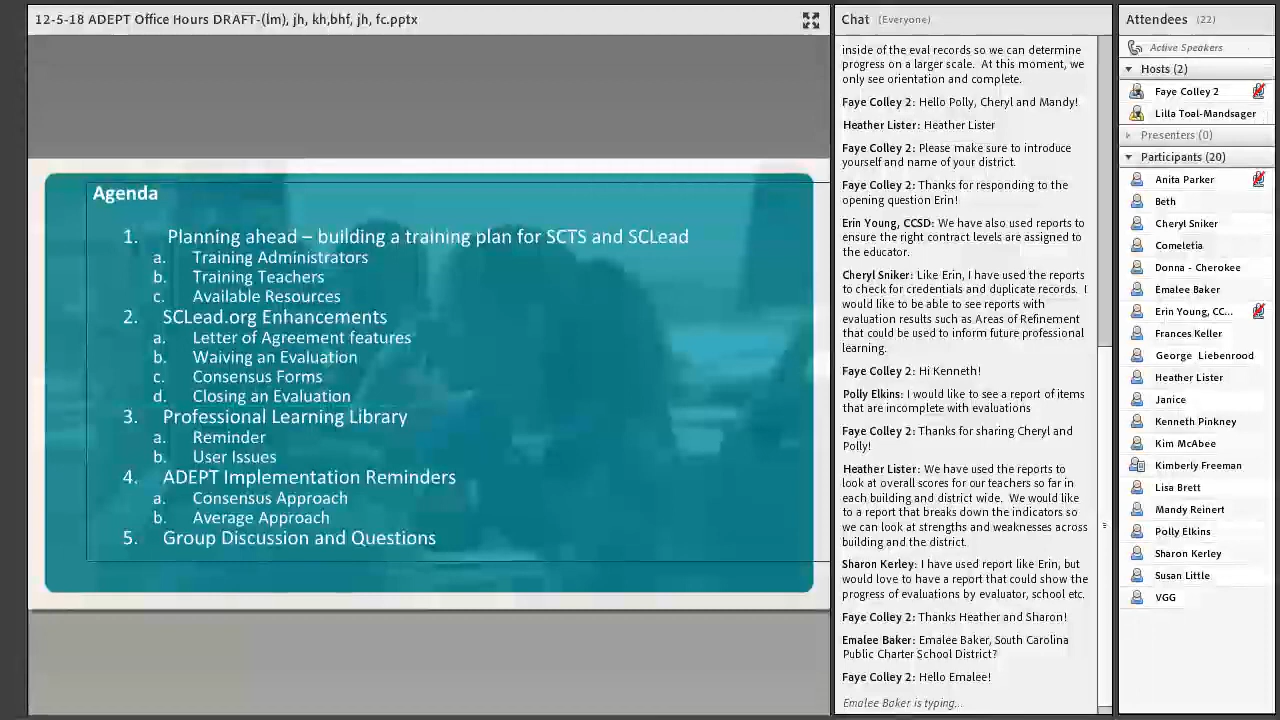 12-5-18 ADEPT Office Hours DRAFT-(lm), jh, kh,bhf, jh, fc.pptx
Agenda
1. Planning ahead – building a training plan for SCTS and SCLead
a. Training Administrators
b. Training Teachers
c. Available Resources
2. SCLead.org Enhancements
a. Letter of Agreement features
b. Waiving an Evaluation
c. Consensus Forms
d. Closing an Evaluation
3. Professional Learning Library
a. Reminder
b. User Issues
4. ADEPT Implementation Reminders
a. Consensus Approach
b. Average Approach
5. Group Discussion and Questions
Chat (Everyone)
inside of the eval records so we can determine
progress on a larger scale. At this moment, we
only see orientation and complete.
Faye Colley 2: Hello Polly, Cheryl and Mandy!
Heather Lister: Heather Lister
Faye Colley 2: Please make sure to introduce
yourself and name of your district.
Faye Colley 2: Thanks for responding to the
opening question Erin!
Erin Young, CCSD: We have also used reports to
ensure the right contract levels are assigned to
the educator.
Cheryl Sniker: Like Erin, I have used the reports
to check for credentials and duplicate records. I
would like to be able to see reports with
evaluation results such as Areas of Refinement
that could be used to inform future professional
learning.
Faye Colley 2: Hi Kenneth!
Polly Elkins: I would like to see a report of items
that are incomplete with evaluations
Faye Colley 2: Thanks for sharing Cheryl and
Polly!
Heather Lister: We have used the reports to
look at overall scores for our teachers so far in
each building and district wide. We would like
to a report that breaks down the indicators so
we can look at strengths and weaknesses across
building and the district.
Sharon Kerley: I have used report like Erin, but
would love to have a report that could show the
progress of evaluations by evaluator, school etc.
Faye Colley 2: Thanks Heather and Sharon!
Emalee Baker: Emalee Baker, South Carolina
Public Charter School District?
Faye Colley 2: Hello Emalee!
Emalee Baker is typing...
Attendees (22)
Active Speakers
Hosts (2)
Faye Colley 2
Lilla Toal-Mandsager
Presenters (0)
Participants (20)
Anita Parker
Beth
Cheryl Sniker
Comeletia
Donna - Cherokee
Emalee Baker
Erin Young, CC...
Frances Keller
George Liebenrood
Heather Lister
Janice
Kenneth Pinkney
Kim McAbee
Kimberly Freeman
Lisa Brett
Mandy Reinert
Polly Elkins
Sharon Kerley
Susan Little
VGG